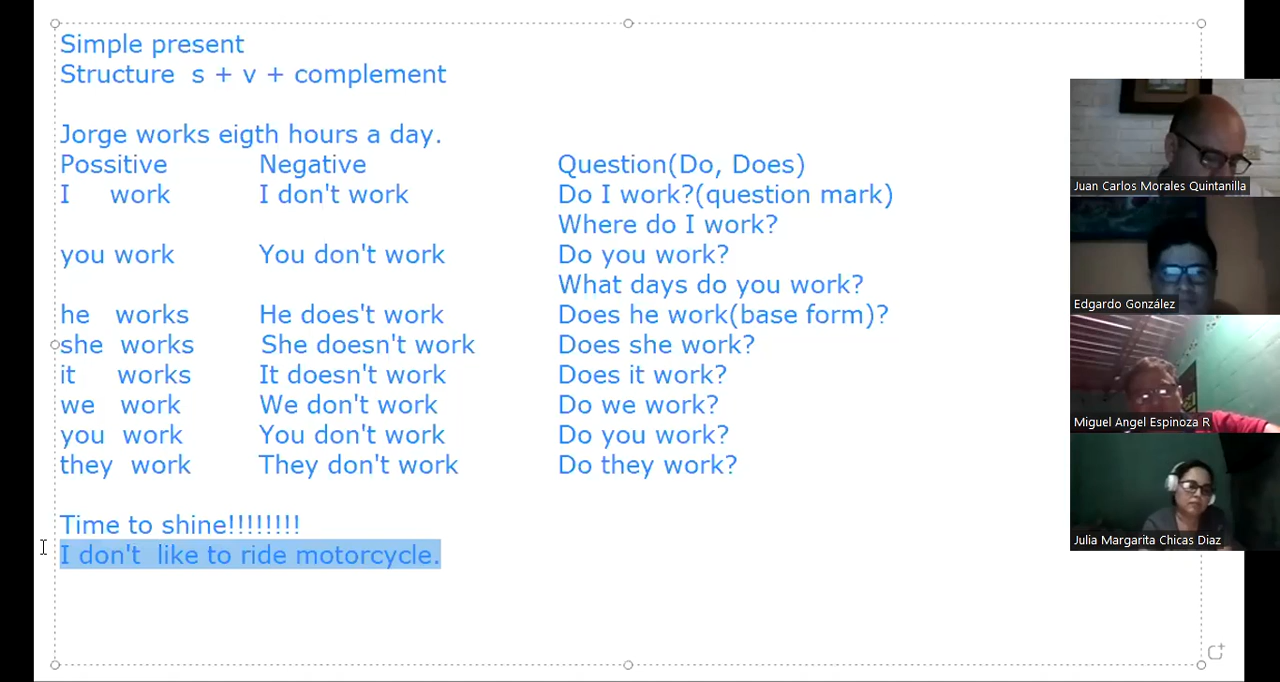 Simple present
Structure s + v + complement
Jorge works eigth hours a day.
Possitive Negative Question(Do, Does)
I work I don't work Do I work?(question mark)
Where do I work?
you work You don't work Do you work?
What days do you work?
he works He does't work Does he work(base form)?
she works She doesn't work Does she work?
it works It doesn't work Does it work?
we work We don't work Do we work?
you work You don't work Do you work?
they work They don't work Do they work?
Time to shine!!!!!!!!
I don't like to ride motorcycle.
Juan Carlos Morales Quintanilla
Edgardo González
Miguel Angel Espinoza R
Julia Margarita Chicas Diaz